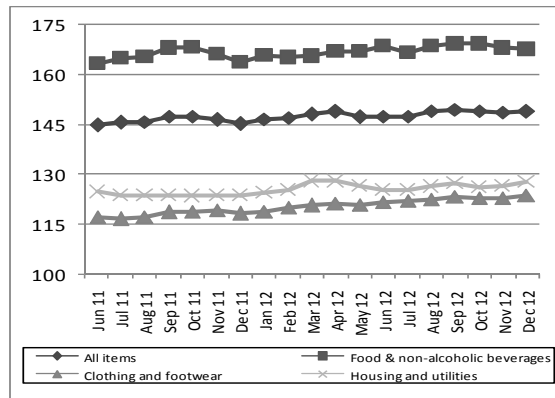 175
160
145
130
115
100
Jun 11
Jul 11
Aug 11
Sep 11
Oct 11
Nov 11
Dec 11
Jan 12
Feb 12
Mar 12
Apr 12
May 12
Jun 12
Jul 12
Aug 12
Sep 12
Oct 12
Nov 12
Dec 12
All items
Food & non-alcoholic beverages
Clothing and footwear
Housing and utilities